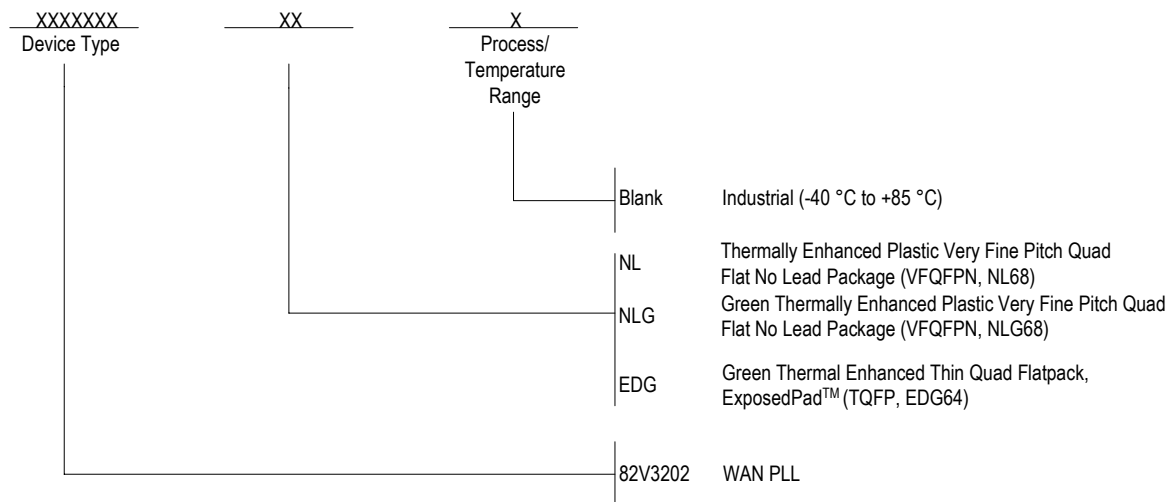 XXXXXXX XX X
Device Type
Process/
Temperature
Range
Blank Industrial (-40 °C to +85 °C)
NL Thermally Enhanced Plastic Very Fine Pitch Quad
Flat No Lead Package (VFQFPN, NL68)
NLG Green Thermally Enhanced Plastic Very Fine Pitch Quad
Flat No Lead Package (VFQFPN, NLG68)
EDG Green Thermal Enhanced Thin Quad Flatpack,
ExposedPad™ (TQFP, EDG64)
82V3202 WAN PLL